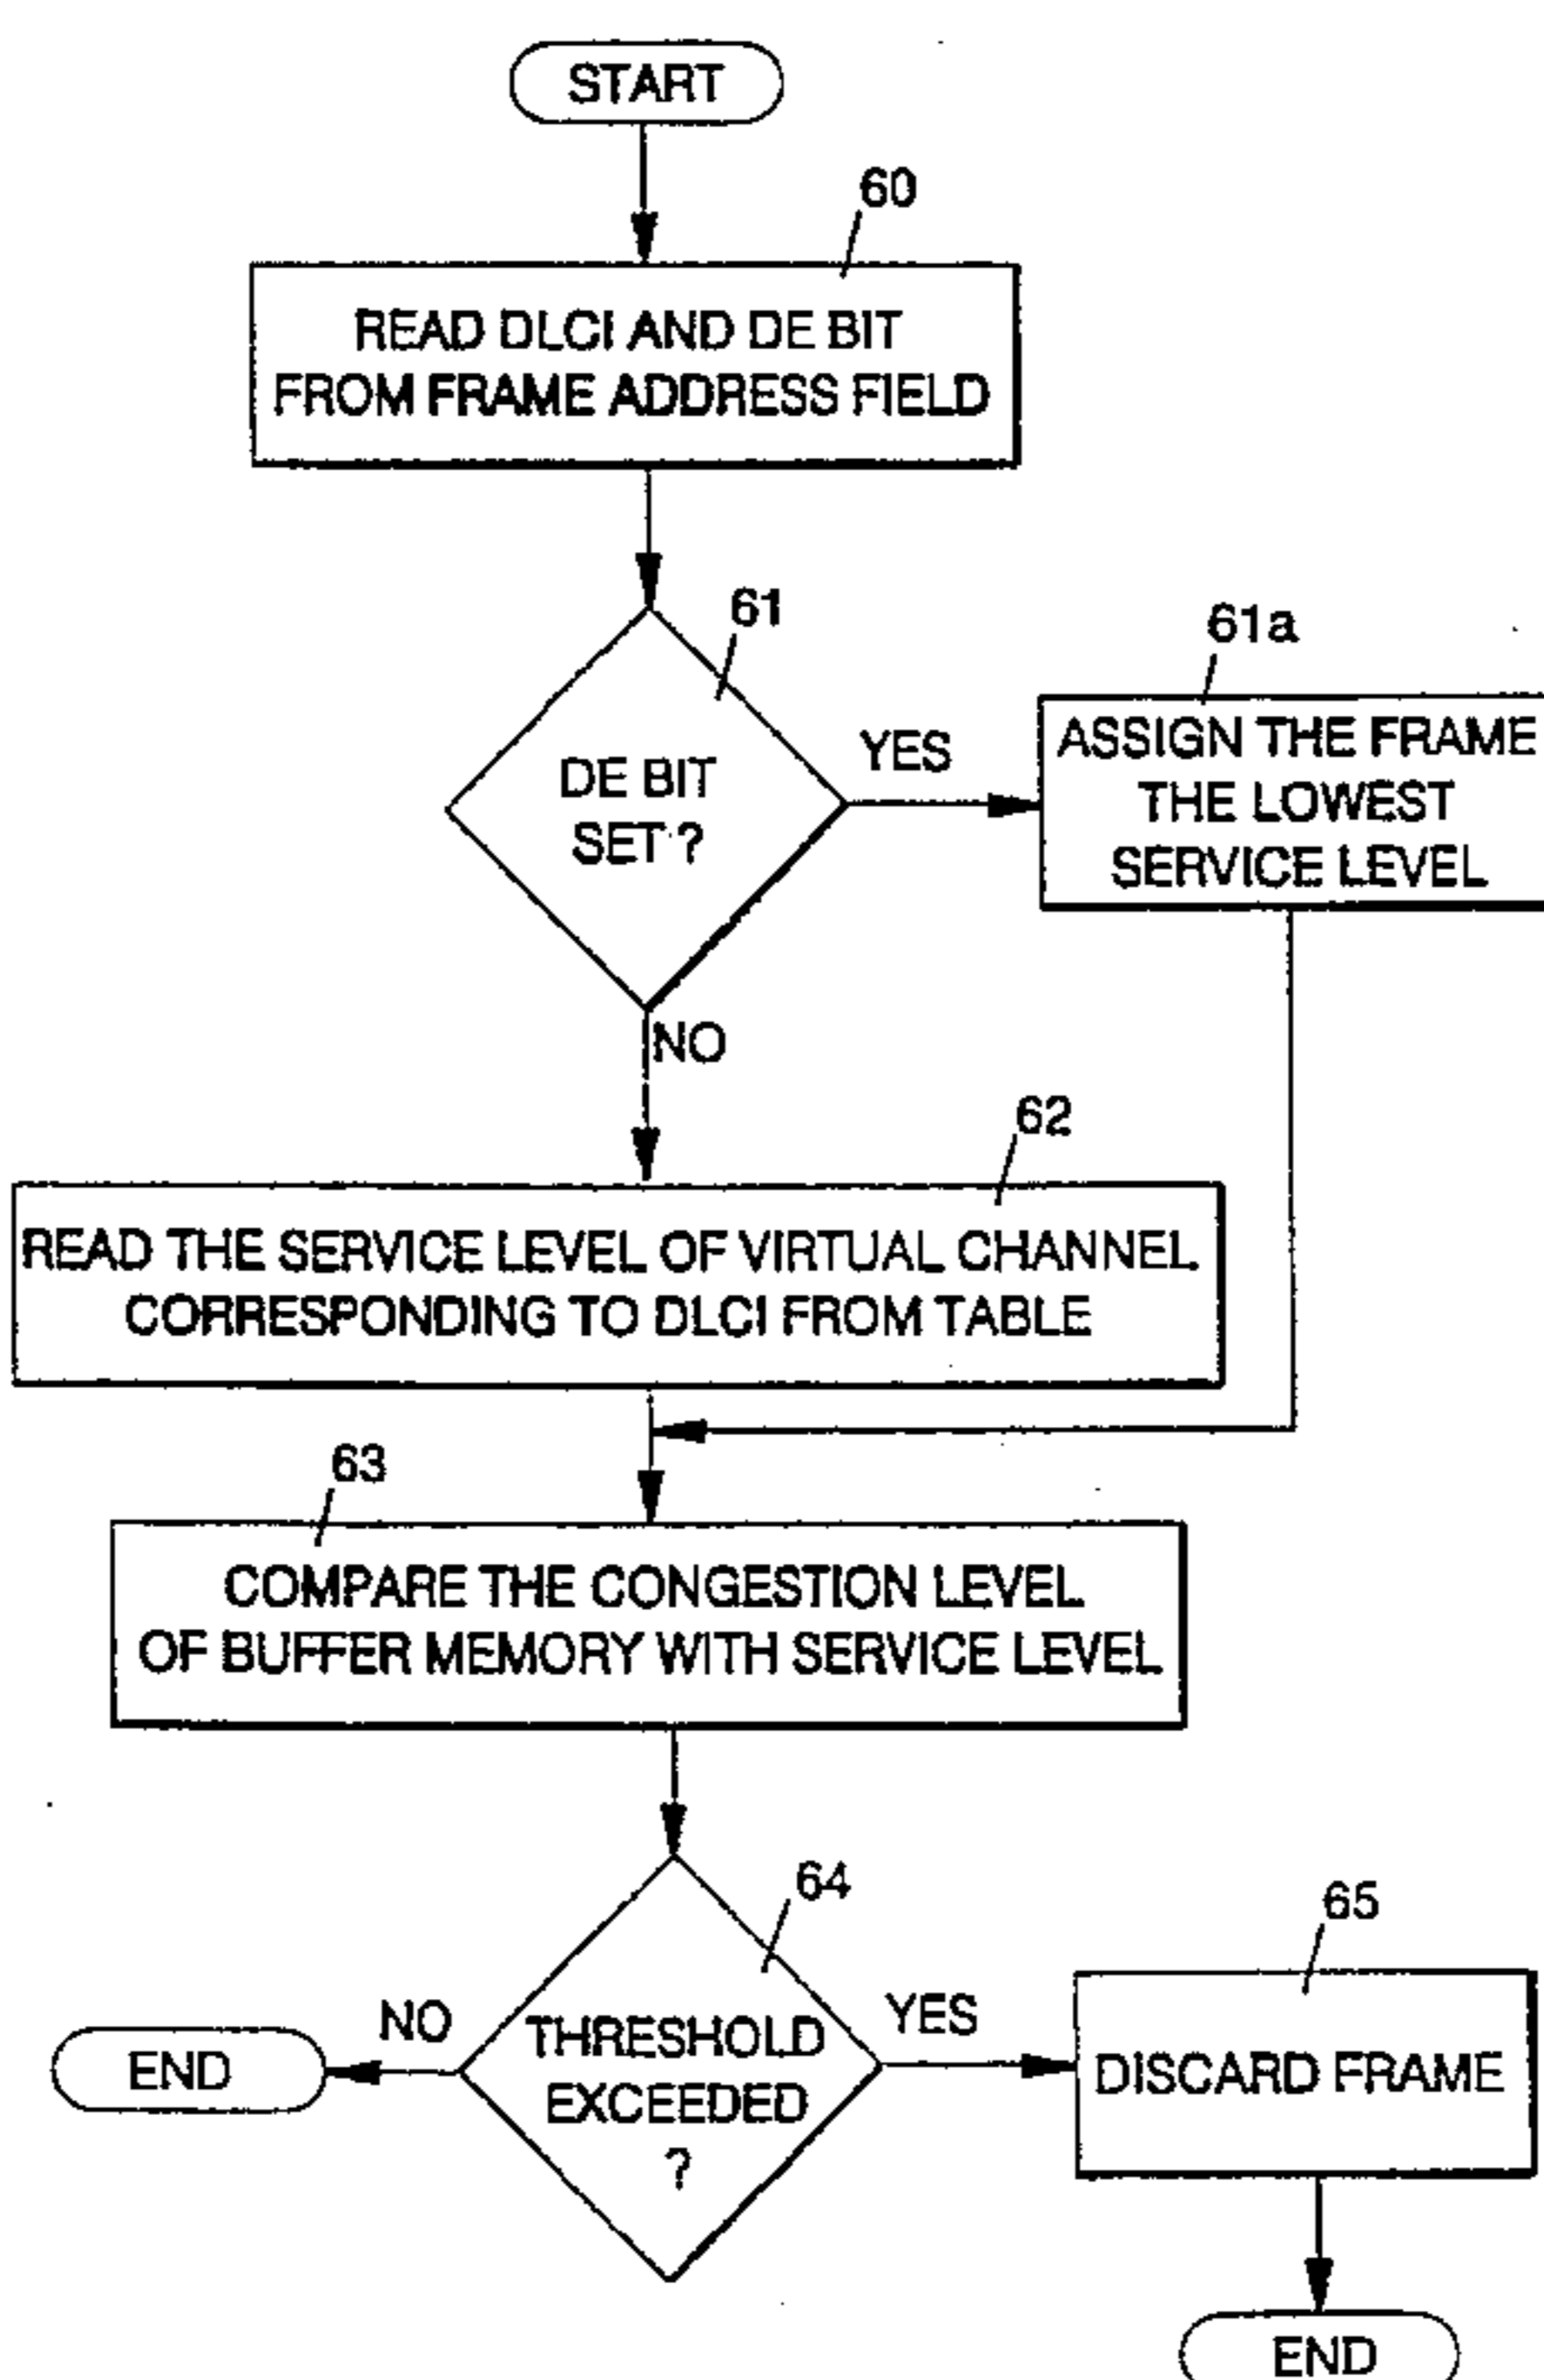 START
60
READ DLCI AND DE BIT
FROM FRAME ADDRESS FIELD
61
DE BIT
SET ?
YES
61a
ASSIGN THE FRAME
THE LOWEST
SERVICE LEVEL
NO
62
READ THE SERVICE LEVEL OF VIRTUAL CHANNEL
CORRESPONDING TO DLCI FROM TABLE
63
COMPARE THE CONGESTION LEVEL
OF BUFFER MEMORY WITH SERVICE LEVEL
64
THRESHOLD
EXCEEDED
?
NO
END
YES
65
DISCARD FRAME
END